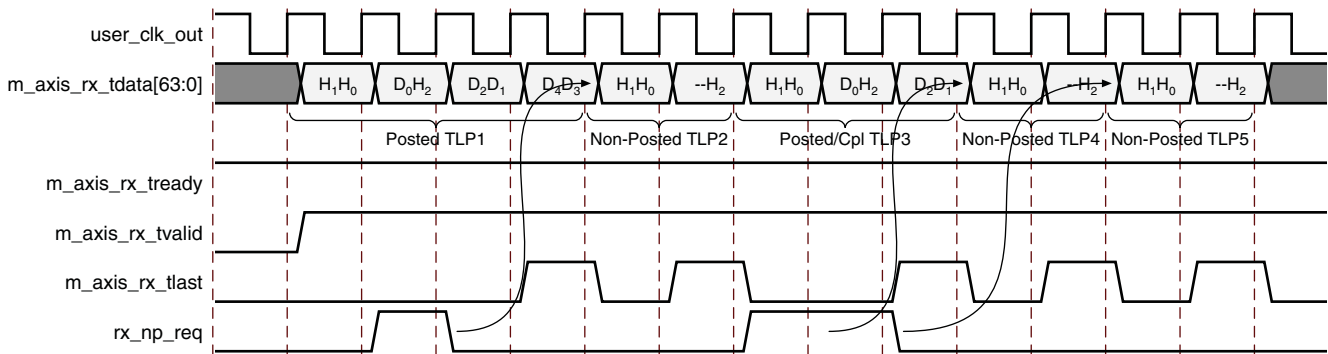 user_clk_out
m_axis_rx_tdata[63:0] H₁H₀ D₀H₂ D₂D₁ D₄D₃ H₁H₀ --H₂ H₁H₀ D₀H₂ D₂D₁ H₁H₀ --H₂ H₁H₀ --H₂
Posted TLP1 Non-Posted TLP2 Posted/Cpl TLP3 Non-Posted TLP4 Non-Posted TLP5
m_axis_rx_tready
m_axis_rx_tvalid
m_axis_rx_tlast
rx_np_req